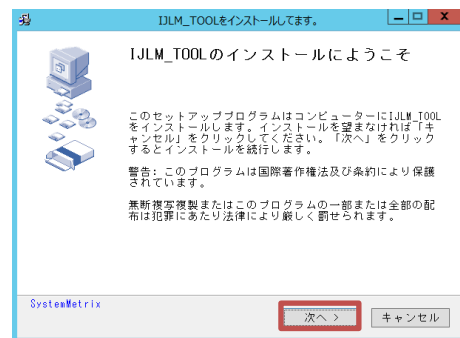 IJLM_TOOLをインストールしてます。
IJLM_TOOLのインストールにようこそ
このセットアッププログラムはコンピューターにIJLM_TOOL
をインストールします。インストールを望まなければ「キ
ャンセル」をクリックしてください。「次へ」をクリック
するとインストールを続行します。
警告: このプログラムは国際著作権法及び条約により保護
されています。
無断複写複製またはこのプログラムの一部または全部の配
布は犯罪にあたり法律により厳しく罰せられます。
SystemMetrix
次へ >
キャンセル